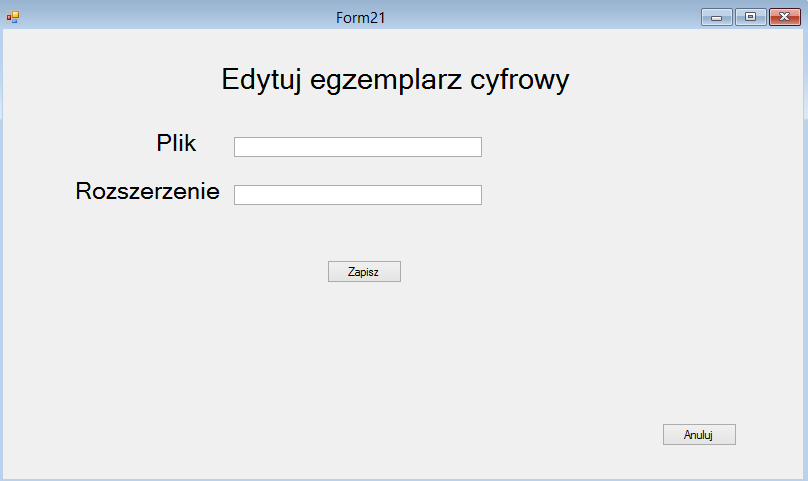 Form21
Edytuj egzemplarz cyfrowy
Plik
Rozszerzenie
Zapisz
Anuluj